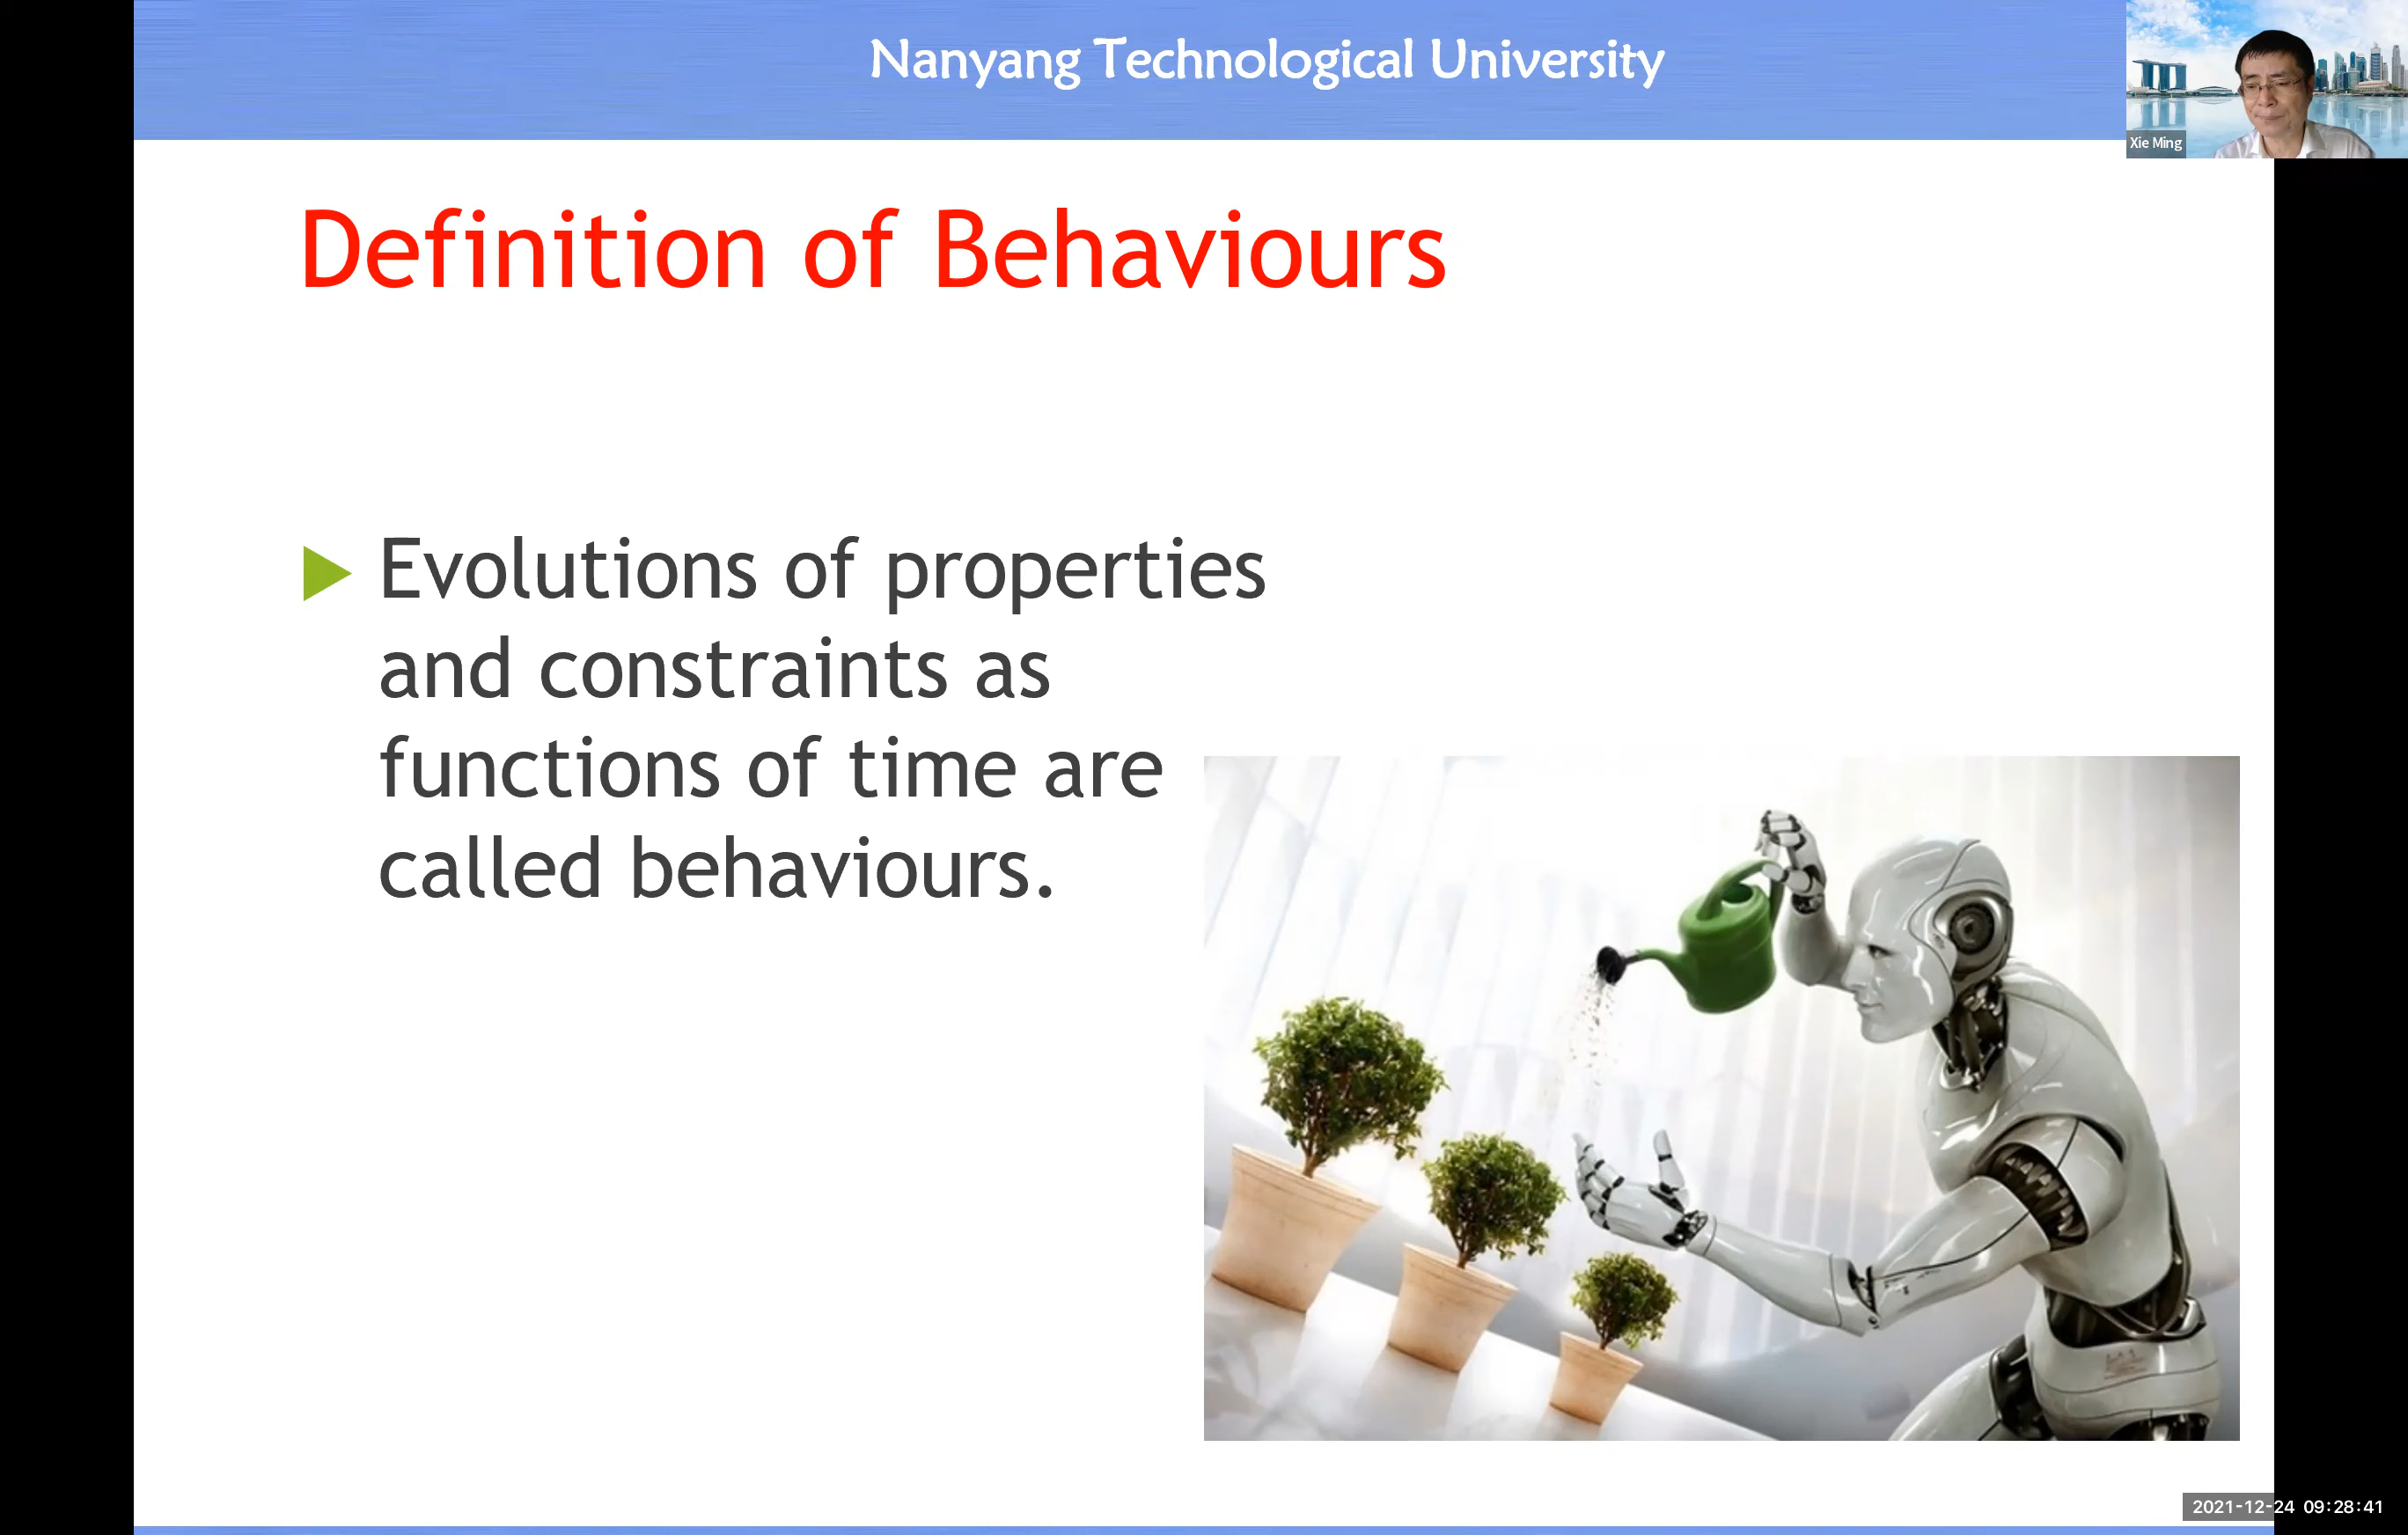 Nanyang Technological University
Xie Ming
Definition of Behaviours
Evolutions of properties
and constraints as
functions of time are
called behaviours.
2021-12-24 09:28:41